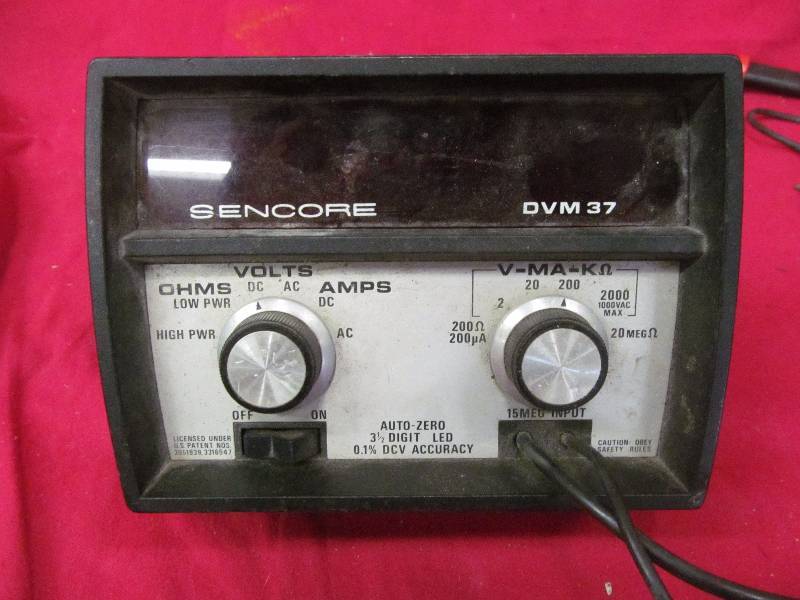 SENCORE
DVM 37
VOLTS
OHMS DC AC AMPS
LOW PWR DC
HIGH PWR AC
V-MA-KΩ
20 200
2 2000
1000VAC
MAX
200Ω
200µA
20MEGΩ
OFF ON
15MEG INPUT
AUTO-ZERO
3½ DIGIT LED
0.1% DCV ACCURACY
LICENSED UNDER
U.S. PATENT NOS.
CAUTION: OBEY
SAFETY RULES